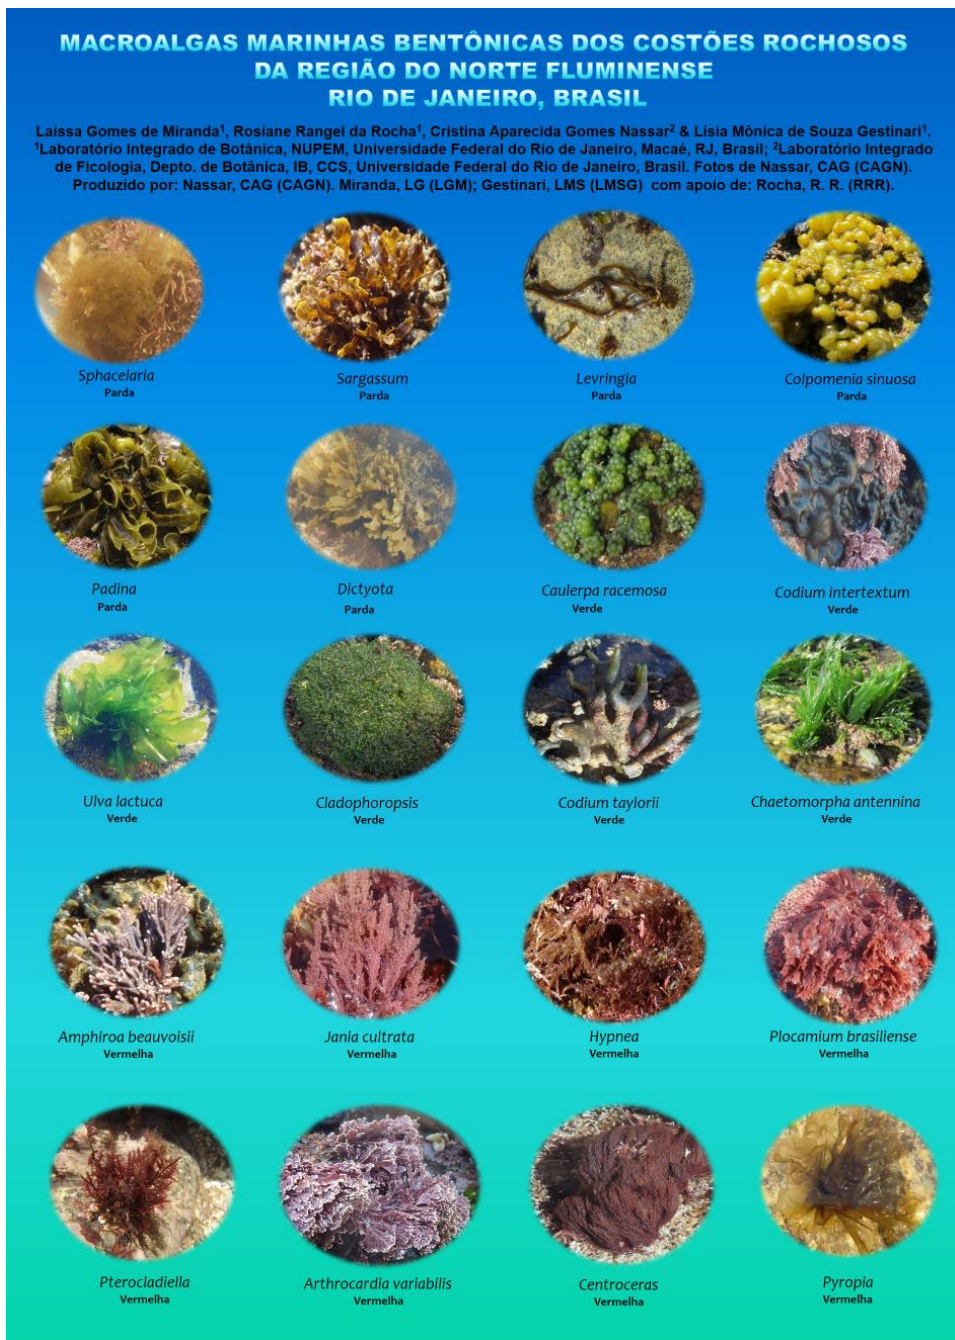 MACROALGAS MARINHAS BENTÔNICAS DOS COSTÕES ROCHOSOS
DA REGIÃO DO NORTE FLUMINENSE
RIO DE JANEIRO, BRASIL
Laíssa Gomes de Miranda¹, Rosiane Rangel da Rocha¹, Cristina Aparecida Gomes Nassar² & Lísia Mônica de Souza Gestinari¹.
¹Laboratório Integrado de Botânica, NUPEM, Universidade Federal do Rio de Janeiro, Macaé, RJ, Brasil; ²Laboratório Integrado
de Ficologia, Depto. de Botânica, IB, CCS, Universidade Federal do Rio de Janeiro, Brasil. Fotos de Nassar, CAG (CAGN).
Produzido por: Nassar, CAG (CAGN). Miranda, LG (LGM); Gestinari, LMS (LMSG) com apoio de: Rocha, R. R. (RRR).
Sphacelaria
Parda
Sargassum
Parda
Levringia
Parda
Colpomenia sinuosa
Parda
Padina
Parda
Dictyota
Parda
Caulerpa racemosa
Verde
Codium intertextum
Verde
Ulva lactuca
Verde
Cladophoropsis
Verde
Codium taylorii
Verde
Chaetomorpha antennina
Verde
Amphiroa beauvoisii
Vermelha
Jania cultrata
Vermelha
Hypnea
Vermelha
Plocamium brasiliense
Vermelha
Pterocladiella
Vermelha
Arthrocardia variabilis
Vermelha
Centroceras
Vermelha
Pyropia
Vermelha